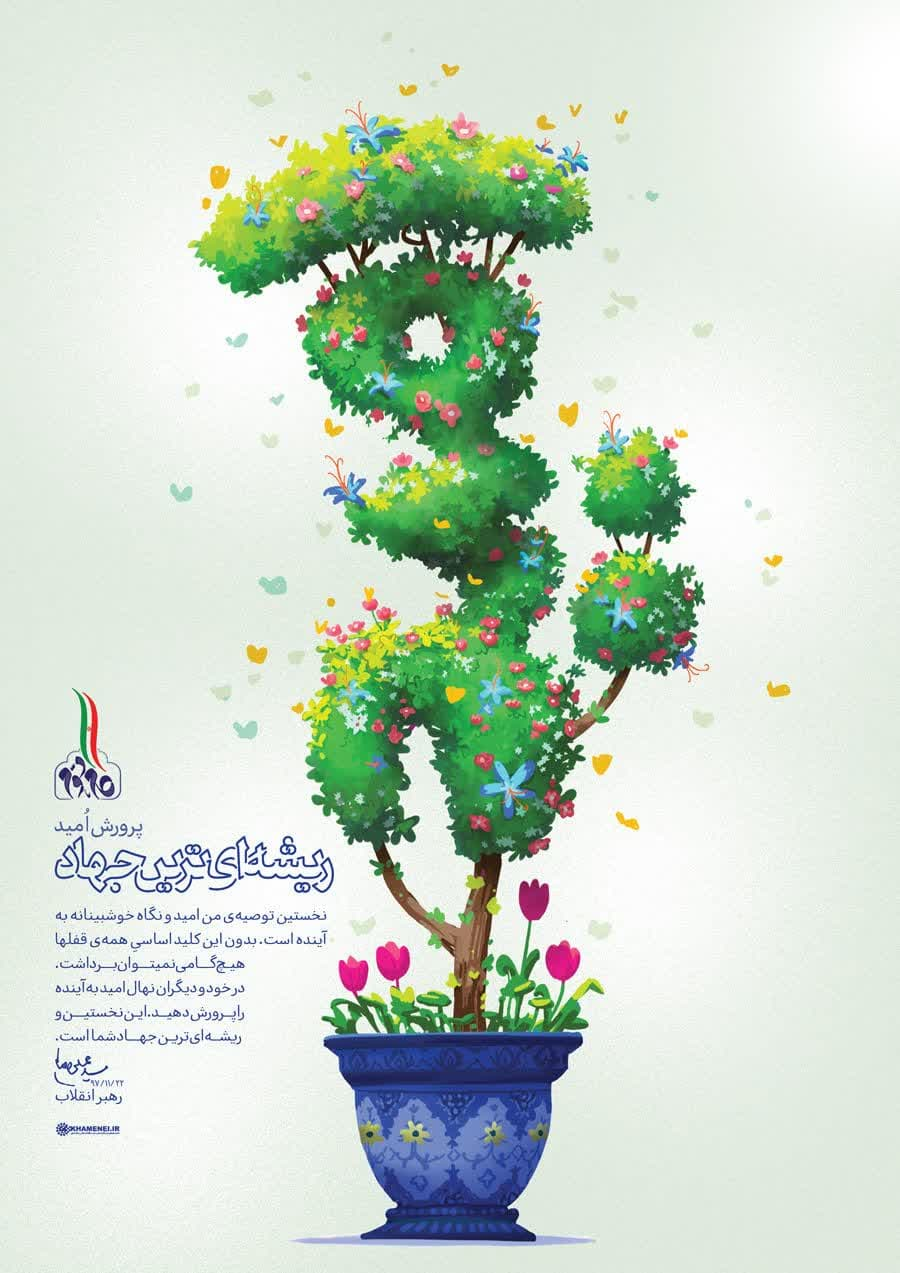 امید
پرورش اُمید
ریشه‌ای‌ترین جهاد
نخستین توصیه‌ی من امید و نگاه خوشبینانه به
آینده است. بدون این کلید اساسیِ همه‌ی قفلها
هیچ گامی نمیتوان برداشت.
در خود و دیگران نهال امید به آینده
را پرورش دهید. این نخستین و
ریشه‌ای‌ترین جهاد شما است.
۹۷/۱۱/۲۲
رهبر انقلاب
KHAMENEI.IR